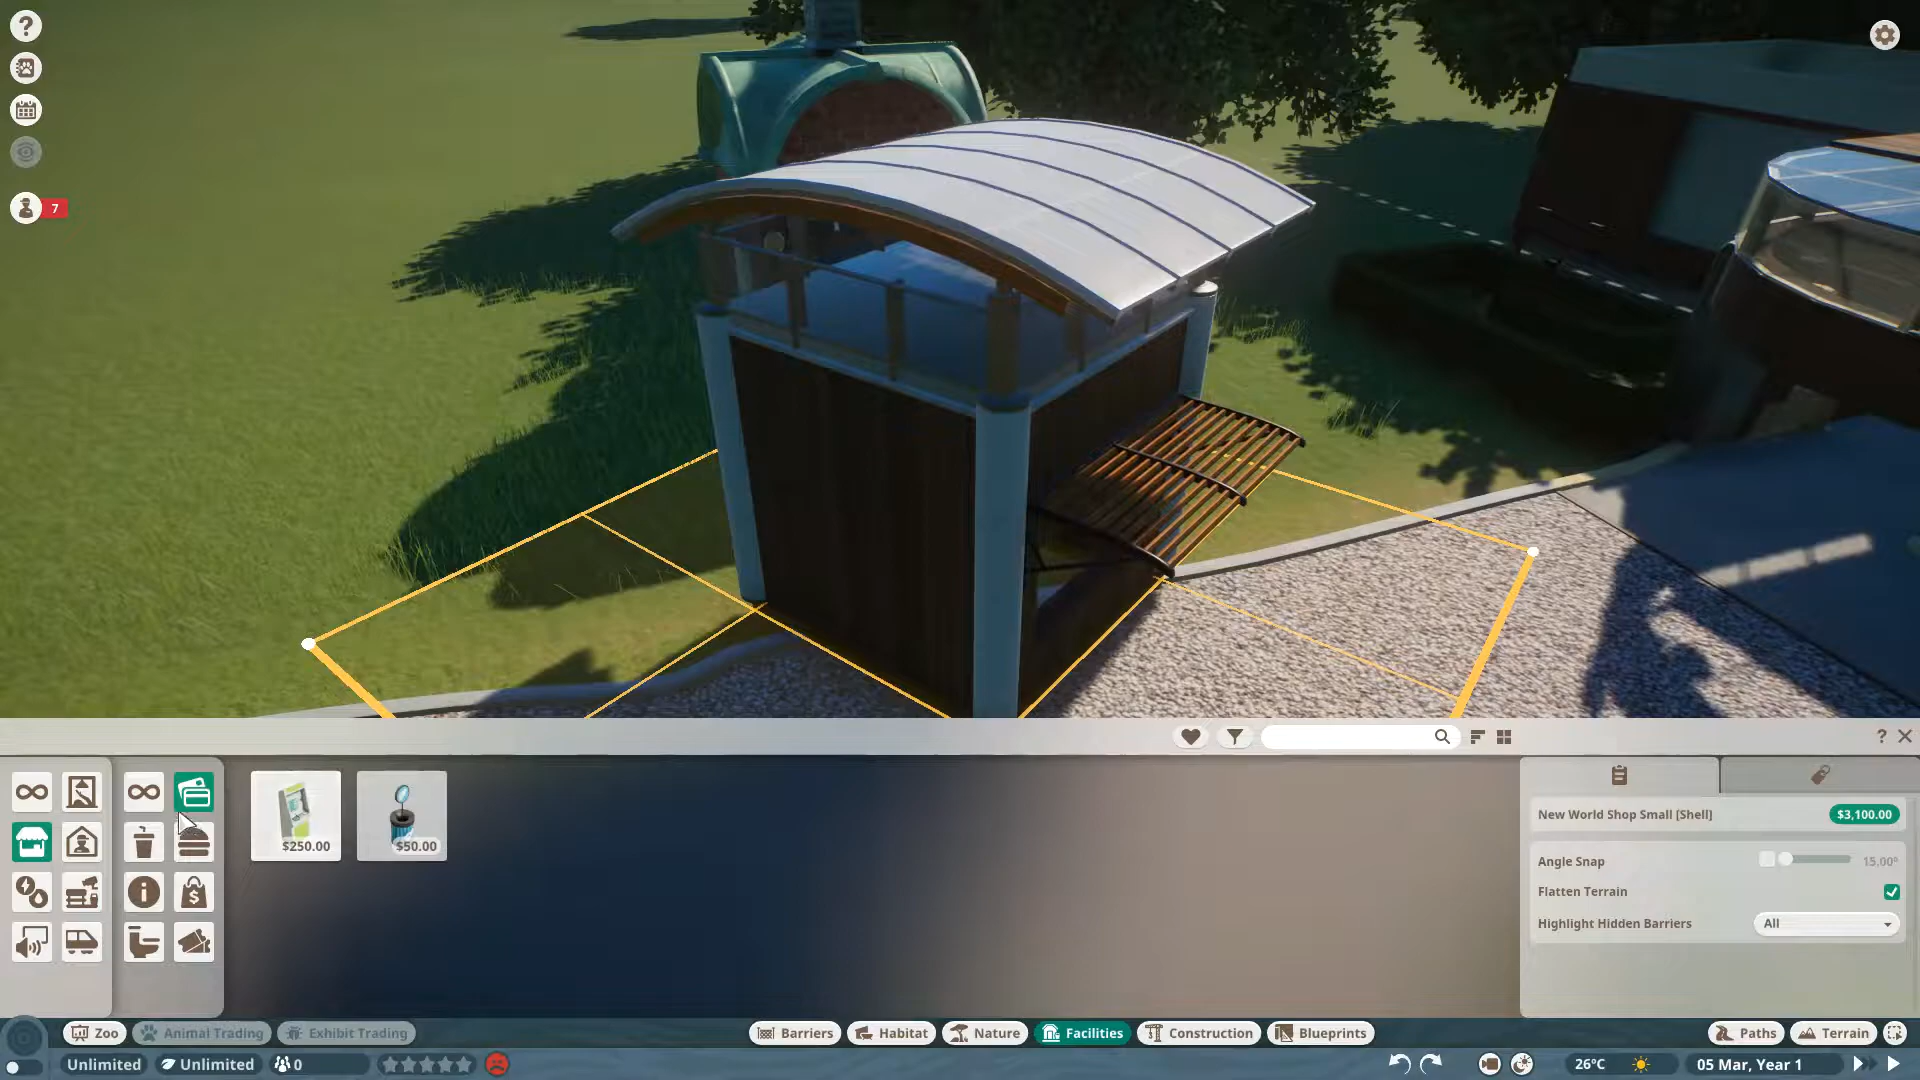 ?
7
?
$250.00
$50.00
New World Shop Small [Shell]
$3,100.00
Angle Snap
15.00°
Flatten Terrain
Highlight Hidden Barriers
All
Zoo
Animal Trading
Exhibit Trading
Barriers
Habitat
Nature
Facilities
Construction
Blueprints
Paths
Terrain
Unlimited
Unlimited
0
26°C
05 Mar, Year 1